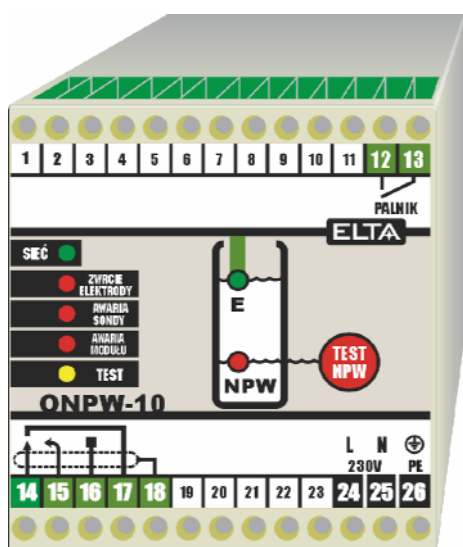 1 2 3 4 5 6 7 8 9 10 11 12 13
PALNIK
ELTA
SIEĆ
ZWRCIE
ELEKTRODY
AWARIA
SONDY
AWARIA
MODUŁU
TEST
E
NPW
TEST
NPW
ONPW-10
L N
230V PE
14 15 16 17 18 19 20 21 22 23 24 25 26